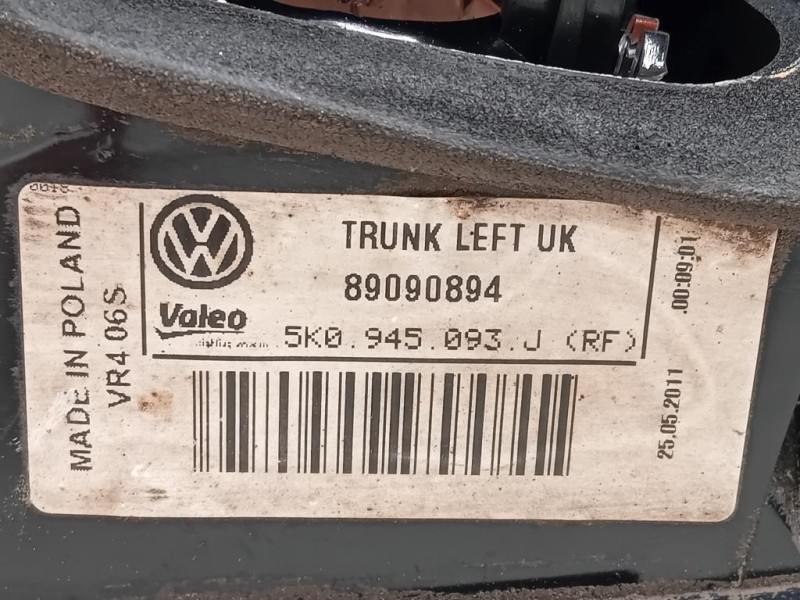 MADE IN POLAND
VR4 06S
VW
TRUNK LEFT UK
89090894
Valeo
5K0.945.093.J (RF)
25.05.2011
.00:09:01